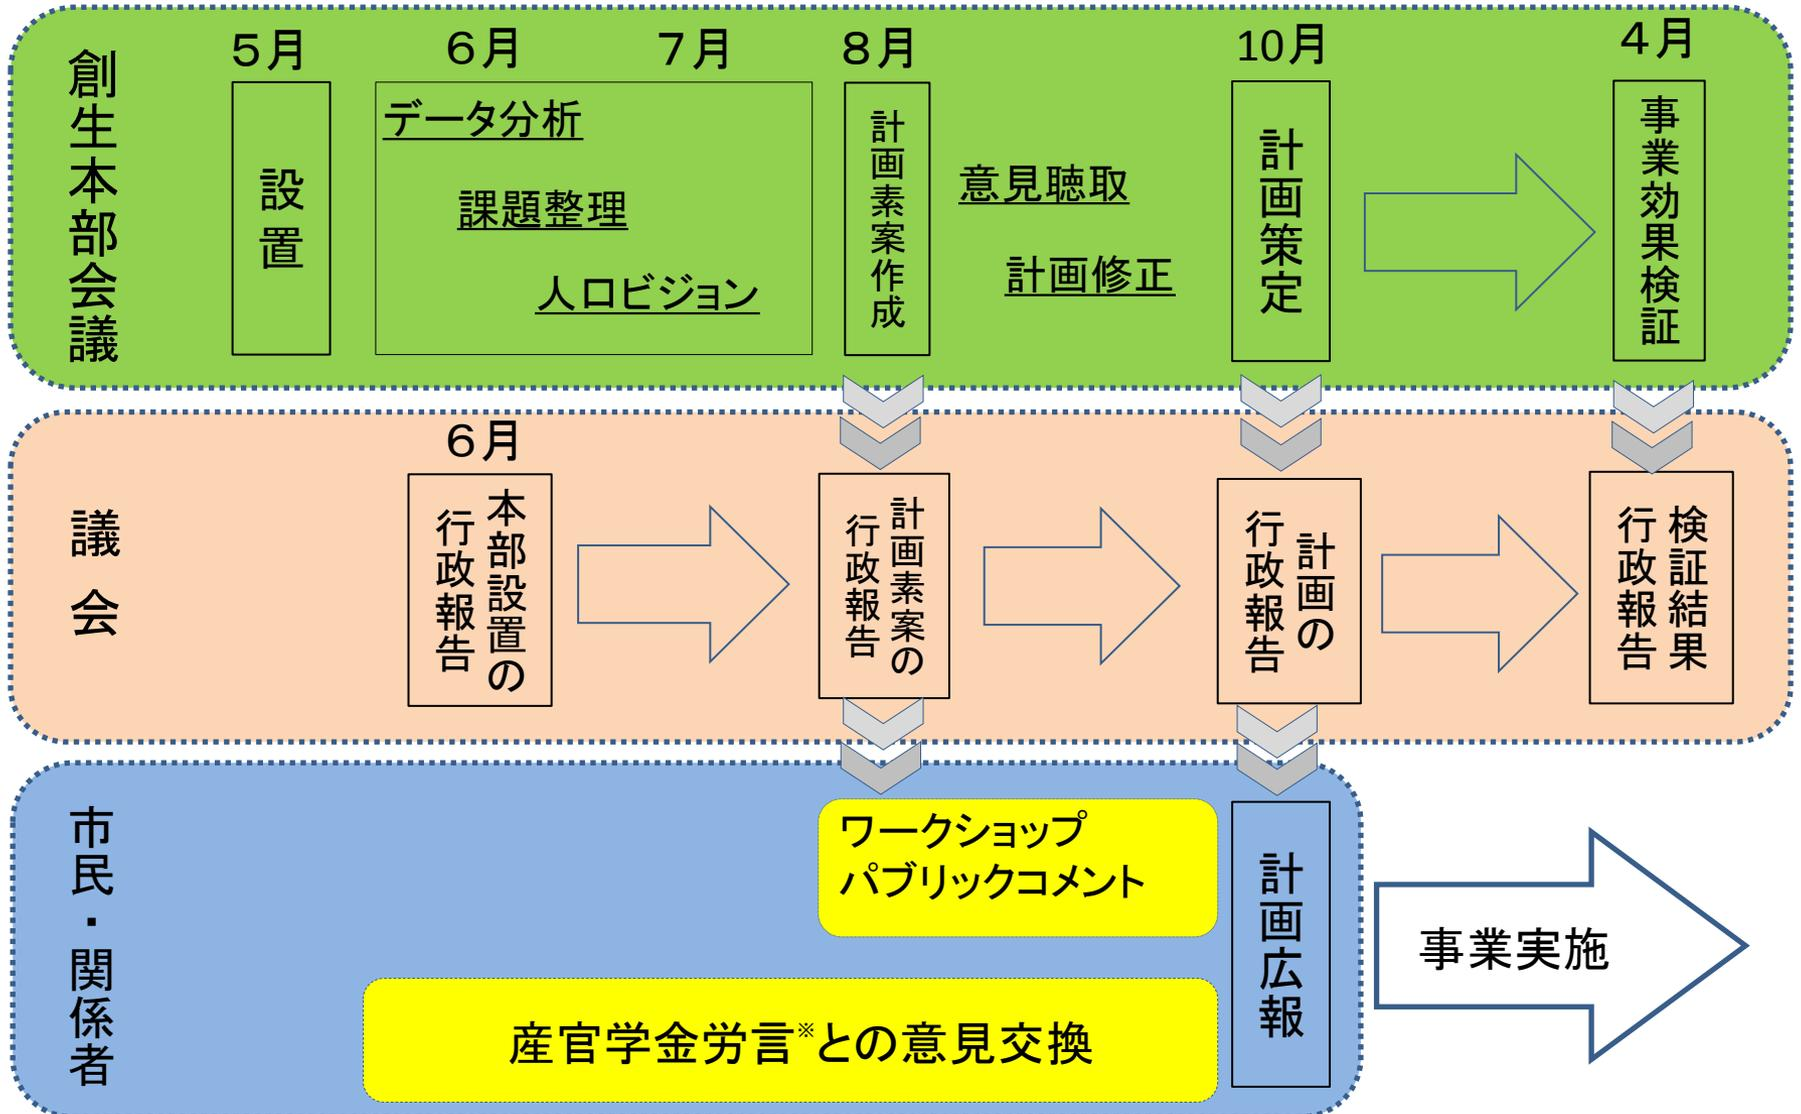 創生本部会議
５月
６月
７月
８月
10月
４月
設置
データ分析
課題整理
人口ビジョン
計画素案作成
意見聴取
計画修正
計画策定
事業効果検証
議会
６月
本部設置の
行政報告
計画素案の
行政報告
計画の
行政報告
検証結果
行政報告
市民・関係者
ワークショップ
パブリックコメント
産官学金労言※との意見交換
計画広報
事業実施